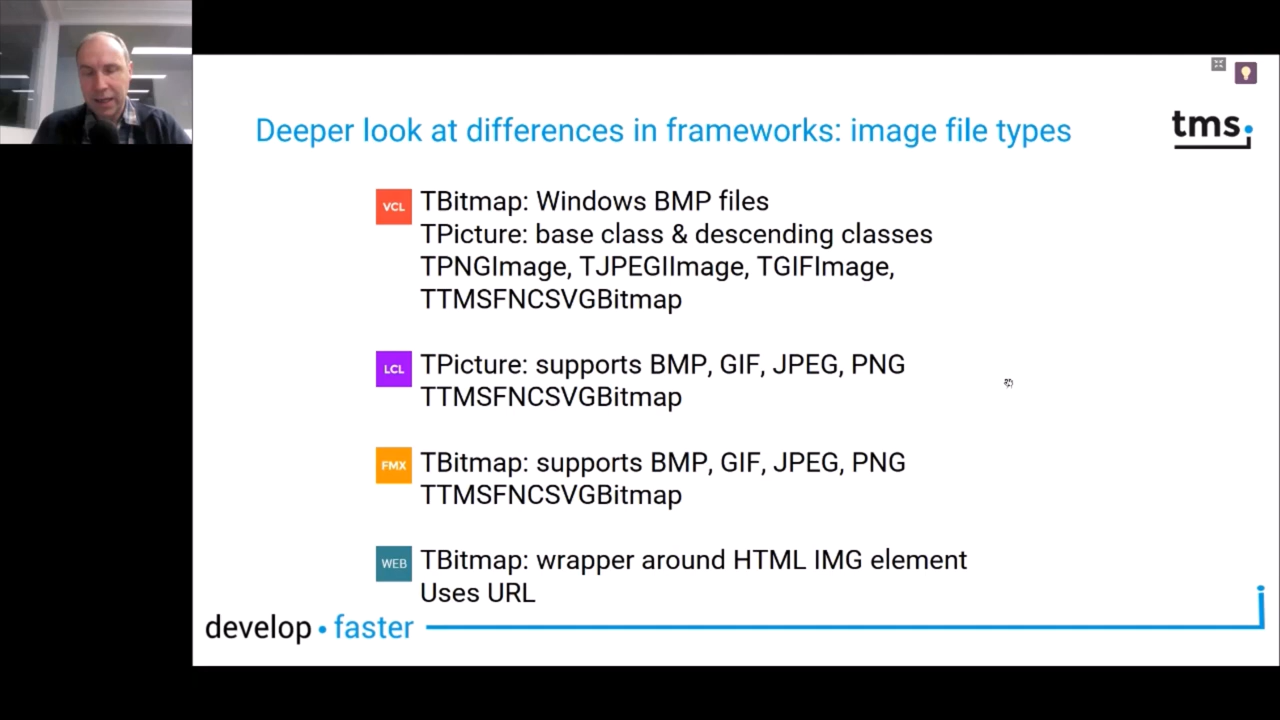 Deeper look at differences in frameworks: image file types
tms.
VCL
TBitmap: Windows BMP files
TPicture: base class & descending classes
TPNGImage, TJPEGIImage, TGIFImage,
TTMSFNCSVGBitmap
LCL
TPicture: supports BMP, GIF, JPEG, PNG
TTMSFNCSVGBitmap
FMX
TBitmap: supports BMP, GIF, JPEG, PNG
TTMSFNCSVGBitmap
WEB
TBitmap: wrapper around HTML IMG element
Uses URL
develop • faster